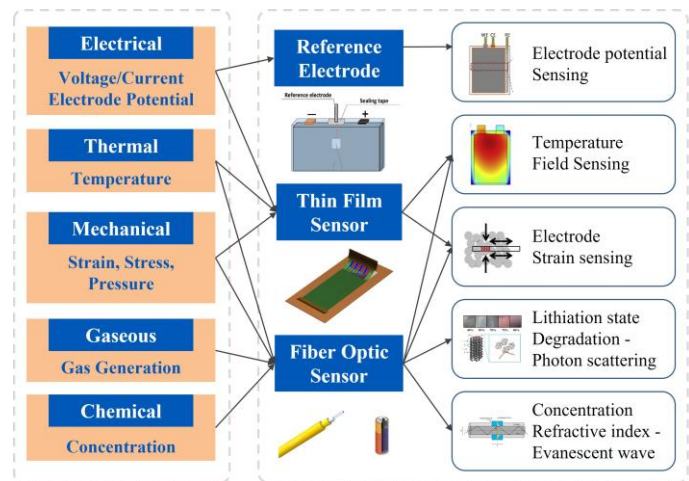 Electrical
Voltage/Current
Electrode Potential
Thermal
Temperature
Mechanical
Strain, Stress,
Pressure
Gaseous
Gas Generation
Chemical
Concentration
Reference
Electrode
Reference electrode
Sealing tape
− +
Thin Film
Sensor
Fiber Optic
Sensor
Electrode potential
Sensing
Temperature
Field Sensing
Electrode
Strain sensing
Lithiation state
Degradation -
Photon scattering
Concentration
Refractive index -
Evanescent wave